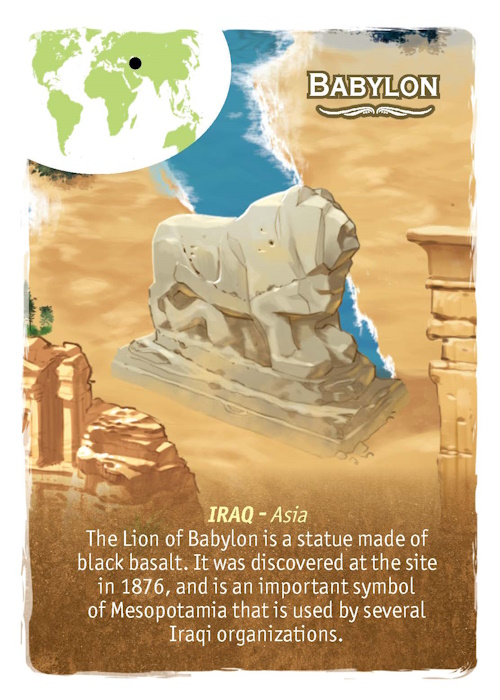 BABYLON
IRAQ - Asia
The Lion of Babylon is a statue made of
black basalt. It was discovered at the site
in 1876, and is an important symbol
of Mesopotamia that is used by several
Iraqi organizations.